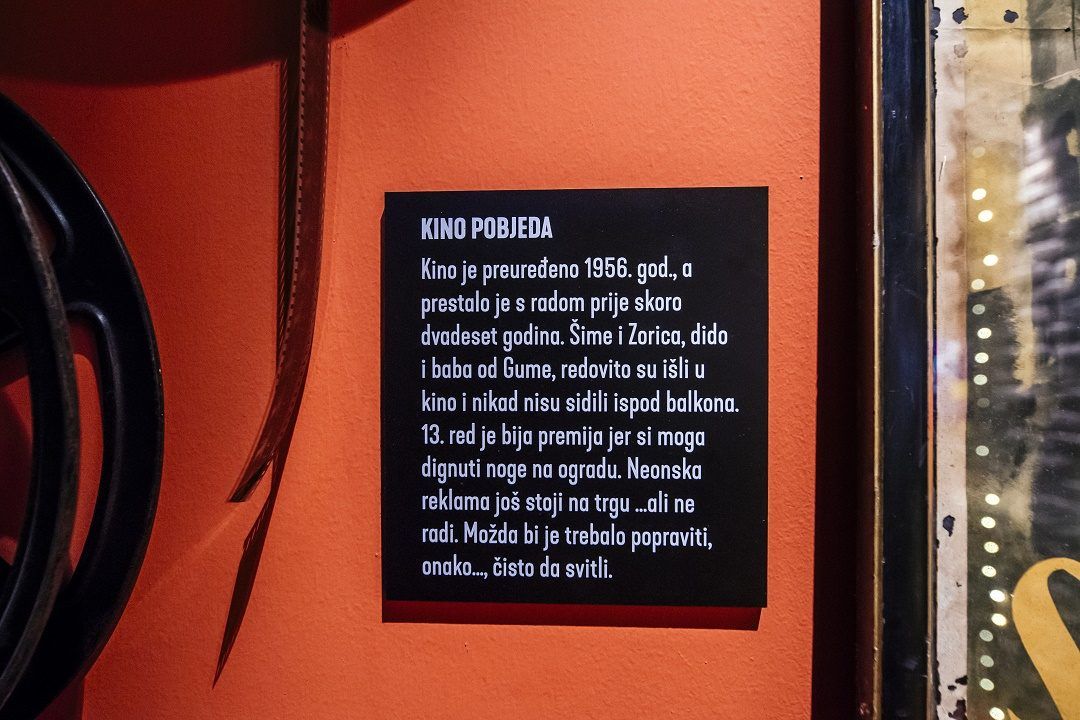 KINO POBJEDA
Kino je preuređeno 1956. god., a
prestalo je s radom prije skoro
dvadeset godina. Šime i Zorica, dido
i baba od Gume, redovito su išli u
kino i nikad nisu sidili ispod balkona.
13. red je bija premija jer si moga
dignuti noge na ogradu. Neonska
reklama još stoji na trgu ...ali ne
radi. Možda bi je trebalo popraviti,
onako..., čisto da svitli.